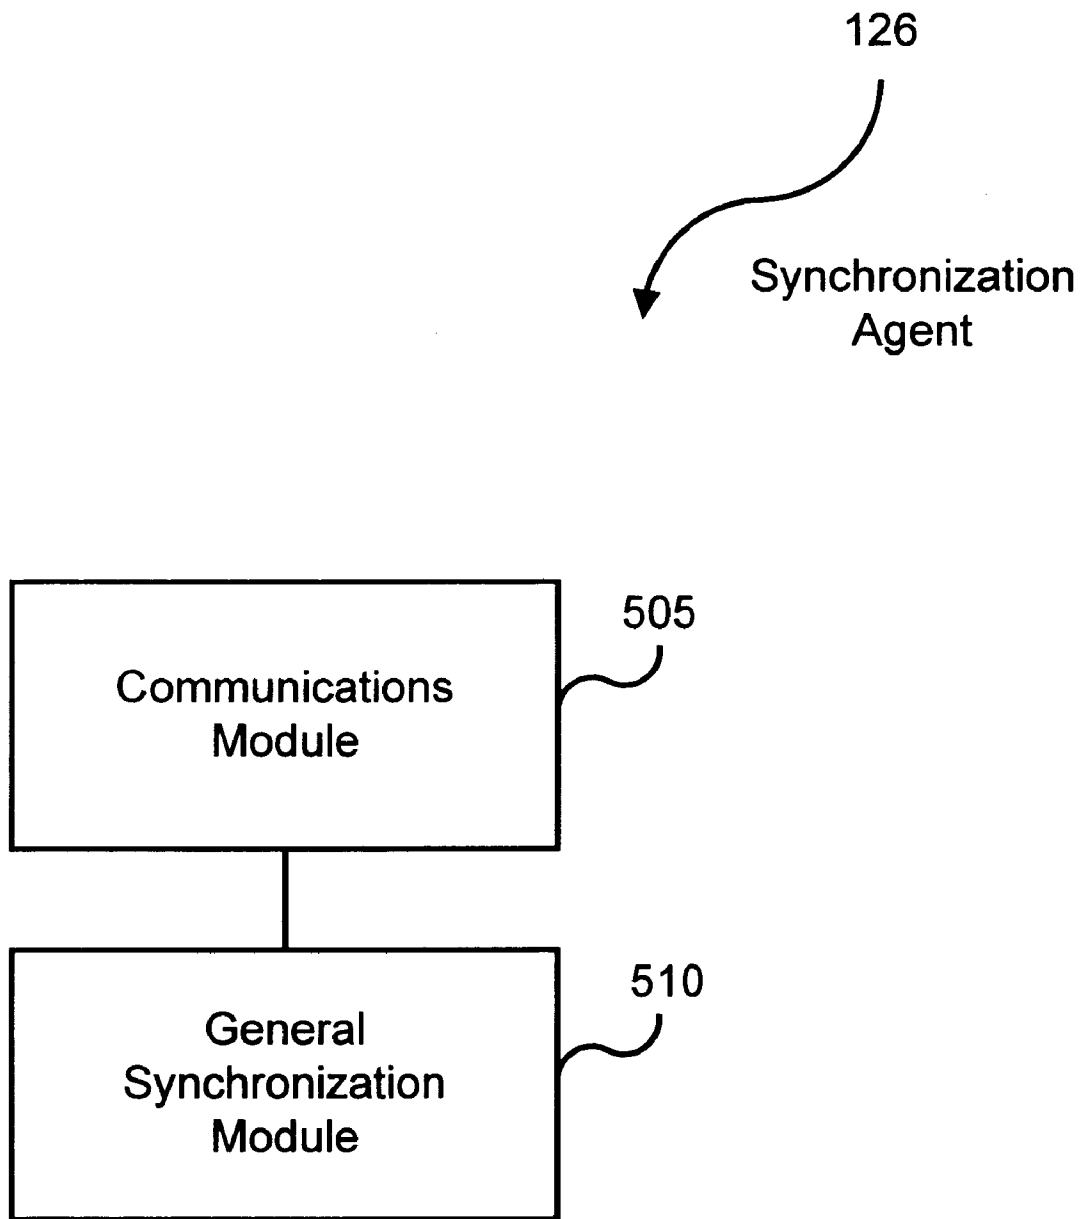 126
Synchronization
Agent
505
Communications
Module
510
General
Synchronization
Module